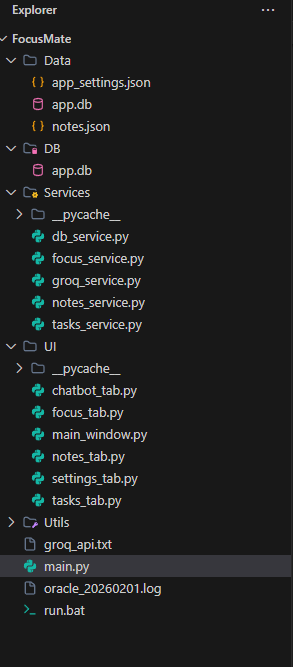 Explorer
FocusMate
Data
app_settings.json
app.db
notes.json
DB
app.db
Services
__pycache__
db_service.py
focus_service.py
groq_service.py
notes_service.py
tasks_service.py
UI
__pycache__
chatbot_tab.py
focus_tab.py
main_window.py
notes_tab.py
settings_tab.py
tasks_tab.py
Utils
groq_api.txt
main.py
oracle_20260201.log
run.bat